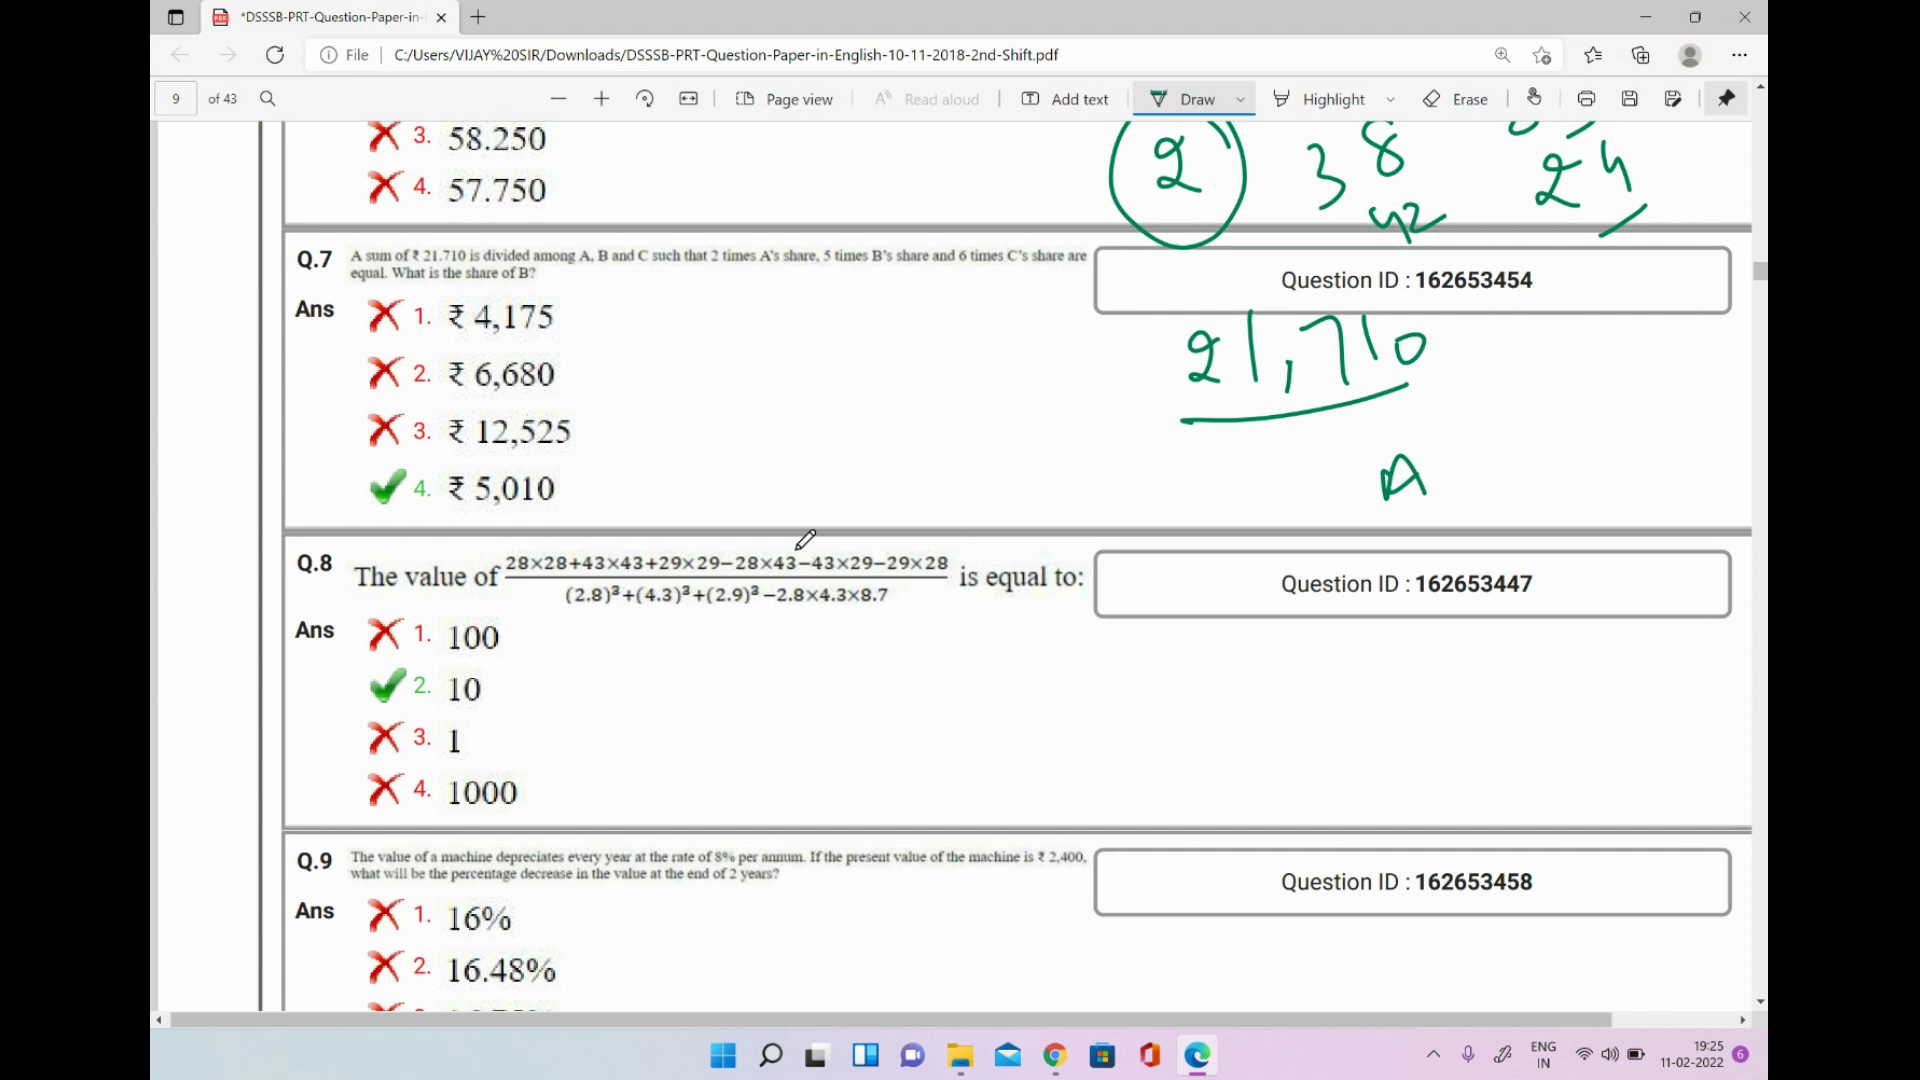 *DSSSB-PRT-Question-Paper-in-
File
C:/Users/VIJAY%20SIR/Downloads/DSSSB-PRT-Question-Paper-in-English-10-11-2018-2nd-Shift.pdf
9 of 43
Page view
Read aloud
Add text
Draw
Highlight
Erase
3. 58.250
4. 57.750
2
3
8
42
24
Q.7 A sum of ₹ 21.710 is divided among A, B and C such that 2 times A's share, 5 times B's share and 6 times C's share are
equal. What is the share of B?
Question ID : 162653454
Ans
1. ₹ 4,175
2. ₹ 6,680
3. ₹ 12,525
4. ₹ 5,010
21,710
A
Q.8 The value of 28×28+43×43+29×29−28×43−43×29−29×28
(2.8)³+(4.3)³+(2.9)³−2.8×4.3×8.7
is equal to:
Question ID : 162653447
Ans
1. 100
2. 10
3. 1
4. 1000
Q.9 The value of a machine depreciates every year at the rate of 8% per annum. If the present value of the machine is ₹ 2,400,
what will be the percentage decrease in the value at the end of 2 years?
Question ID : 162653458
Ans
1. 16%
2. 16.48%
ENG
IN
19:25
11-02-2022
6